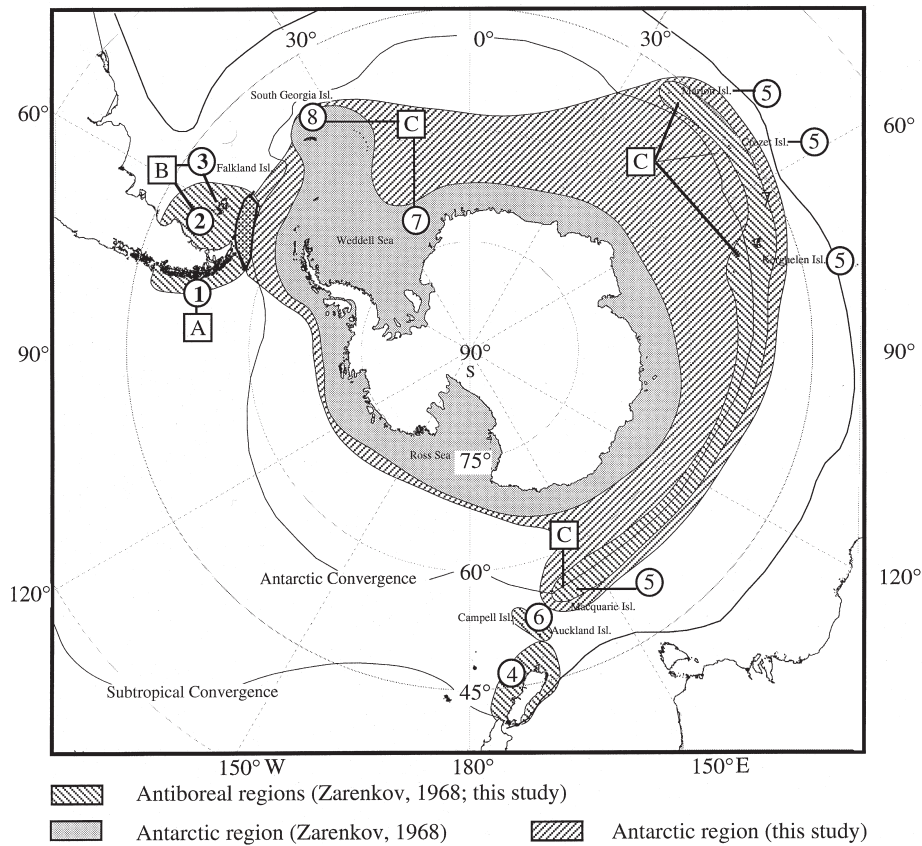 30°
0°
30°
South Georgia Isl.
Marion Isl.
5
60°
8
C
60°
B
3
Falkland Isl.
C
Crozet Isl.
5
2
7
Weddell Sea
Kerguelen Isl.
5
1
A
90°
90°
S
90°
Ross Sea
75°
C
Antarctic Convergence
60°
5
120°
120°
Macquarie Isl.
Campell Isl.
6
Auckland Isl.
4
Subtropical Convergence
45°
150°W
180°
150°E
Antiboreal regions (Zarenkov, 1968; this study)
Antarctic region (Zarenkov, 1968)
Antarctic region (this study)